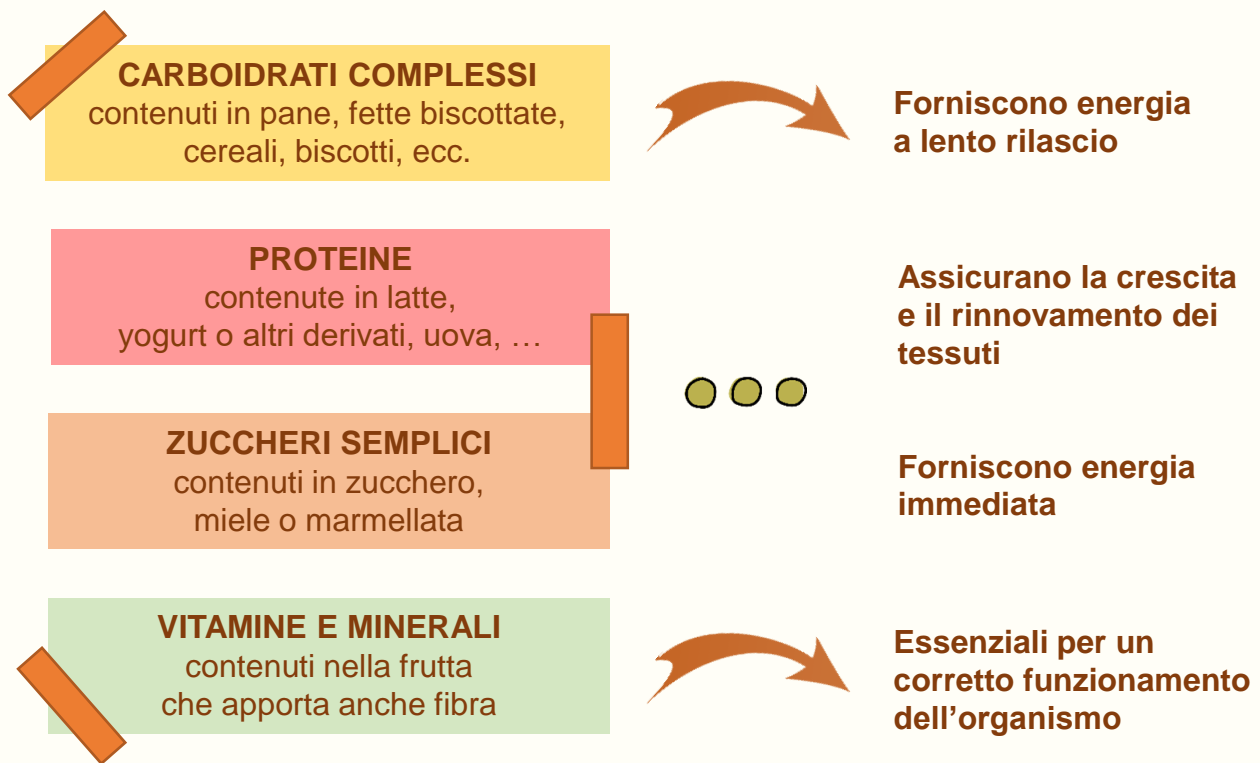 CARBOIDRATI COMPLESSI
contenuti in pane, fette biscottate,
cereali, biscotti, ecc.
Forniscono energia
a lento rilascio
PROTEINE
contenute in latte,
yogurt o altri derivati, uova, …
Assicurano la crescita
e il rinnovamento dei
tessuti
ZUCCHERI SEMPLICI
contenuti in zucchero,
miele o marmellata
Forniscono energia
immediata
VITAMINE E MINERALI
contenuti nella frutta
che apporta anche fibra
Essenziali per un
corretto funzionamento
dell’organismo